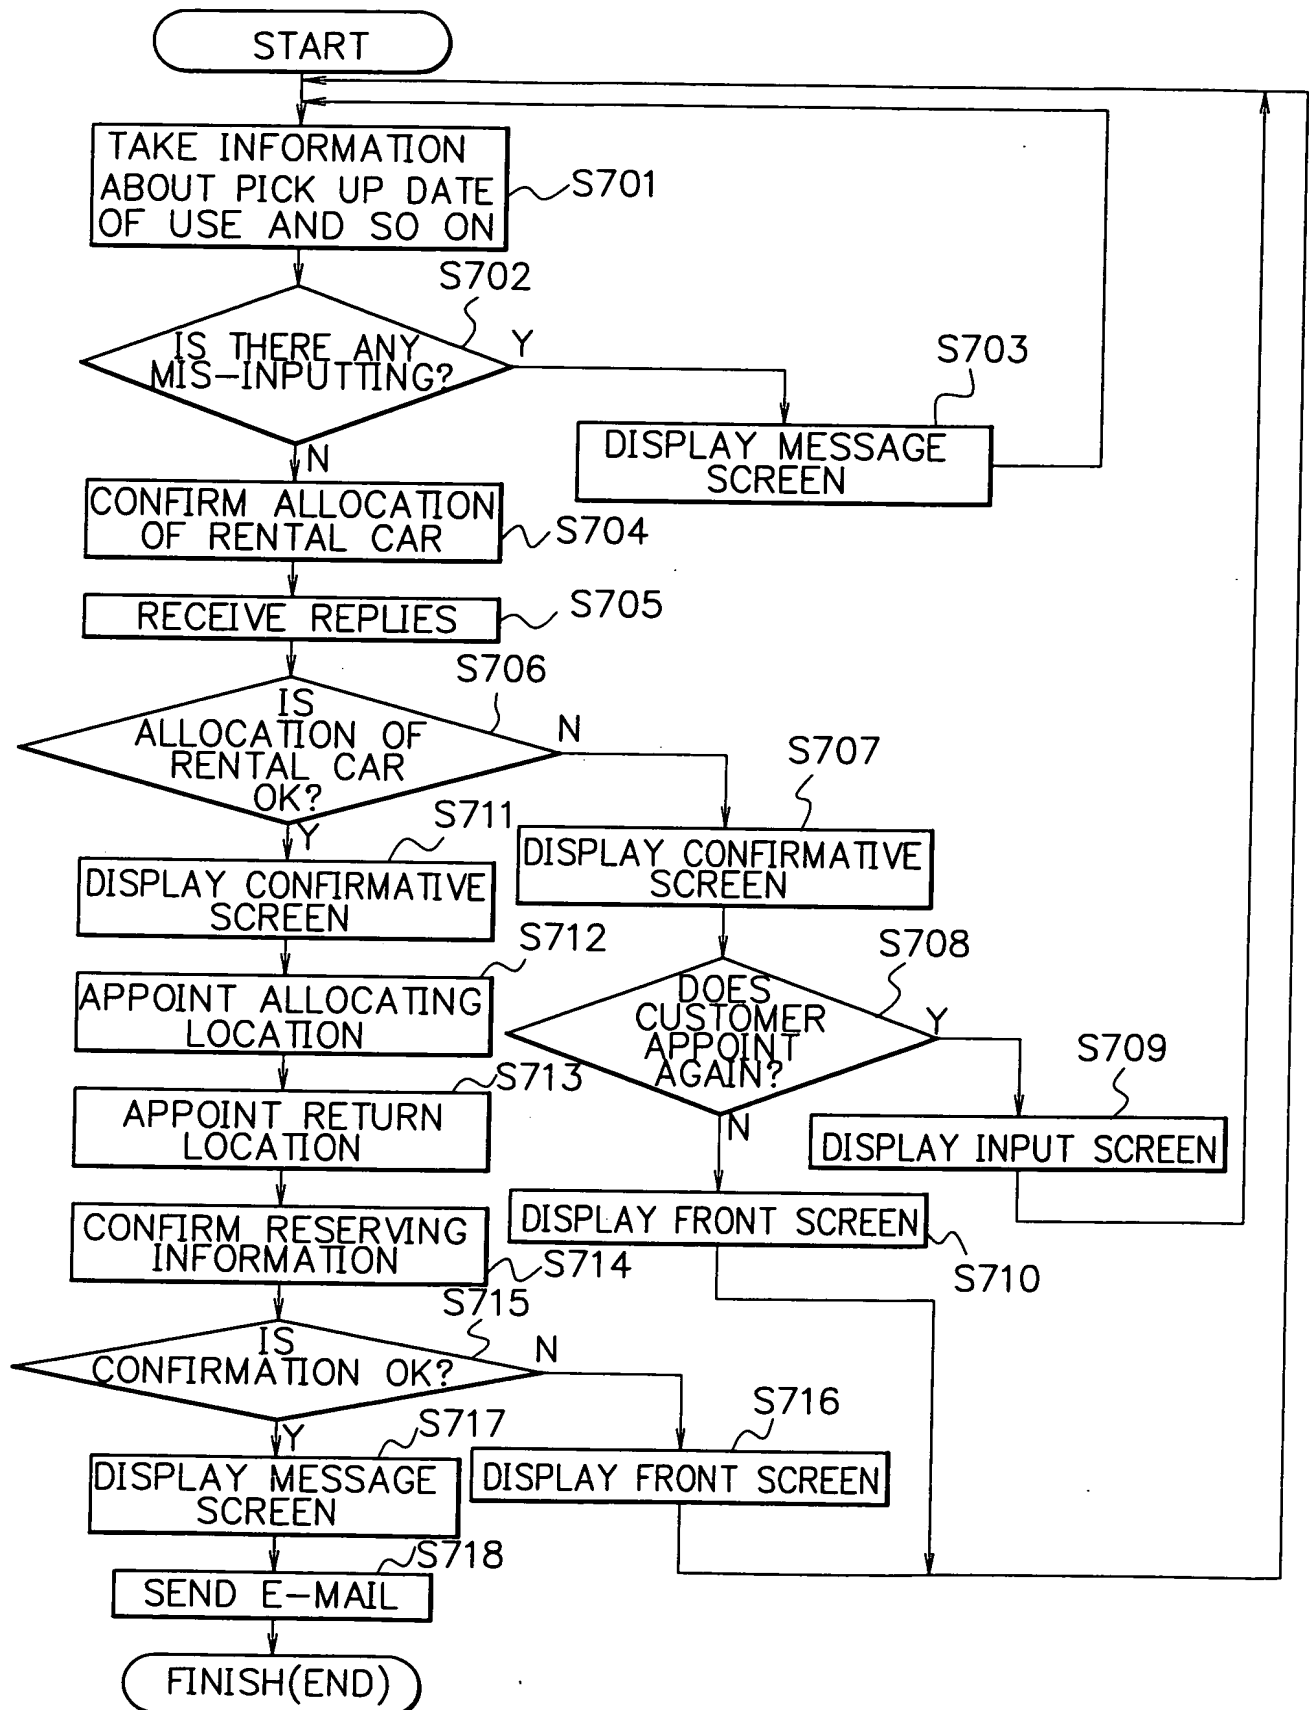 START
TAKE INFORMATION
ABOUT PICK UP DATE
OF USE AND SO ON
S701
S702
IS THERE ANY
MIS-INPUTTING?
Y
N
S703
DISPLAY MESSAGE
SCREEN
CONFIRM ALLOCATION
OF RENTAL CAR
S704
RECEIVE REPLIES
S705
S706
IS
ALLOCATION OF
RENTAL CAR
OK?
N
Y
S707
DISPLAY CONFIRMATIVE
SCREEN
S711
DISPLAY CONFIRMATIVE
SCREEN
S712
APPOINT ALLOCATING
LOCATION
S708
DOES
CUSTOMER
APPOINT
AGAIN?
Y
N
S709
DISPLAY INPUT SCREEN
S713
APPOINT RETURN
LOCATION
DISPLAY FRONT SCREEN
S710
CONFIRM RESERVING
INFORMATION
S714
S715
IS
CONFIRMATION OK?
N
Y
S716
DISPLAY FRONT SCREEN
S717
DISPLAY MESSAGE
SCREEN
S718
SEND E-MAIL
FINISH(END)